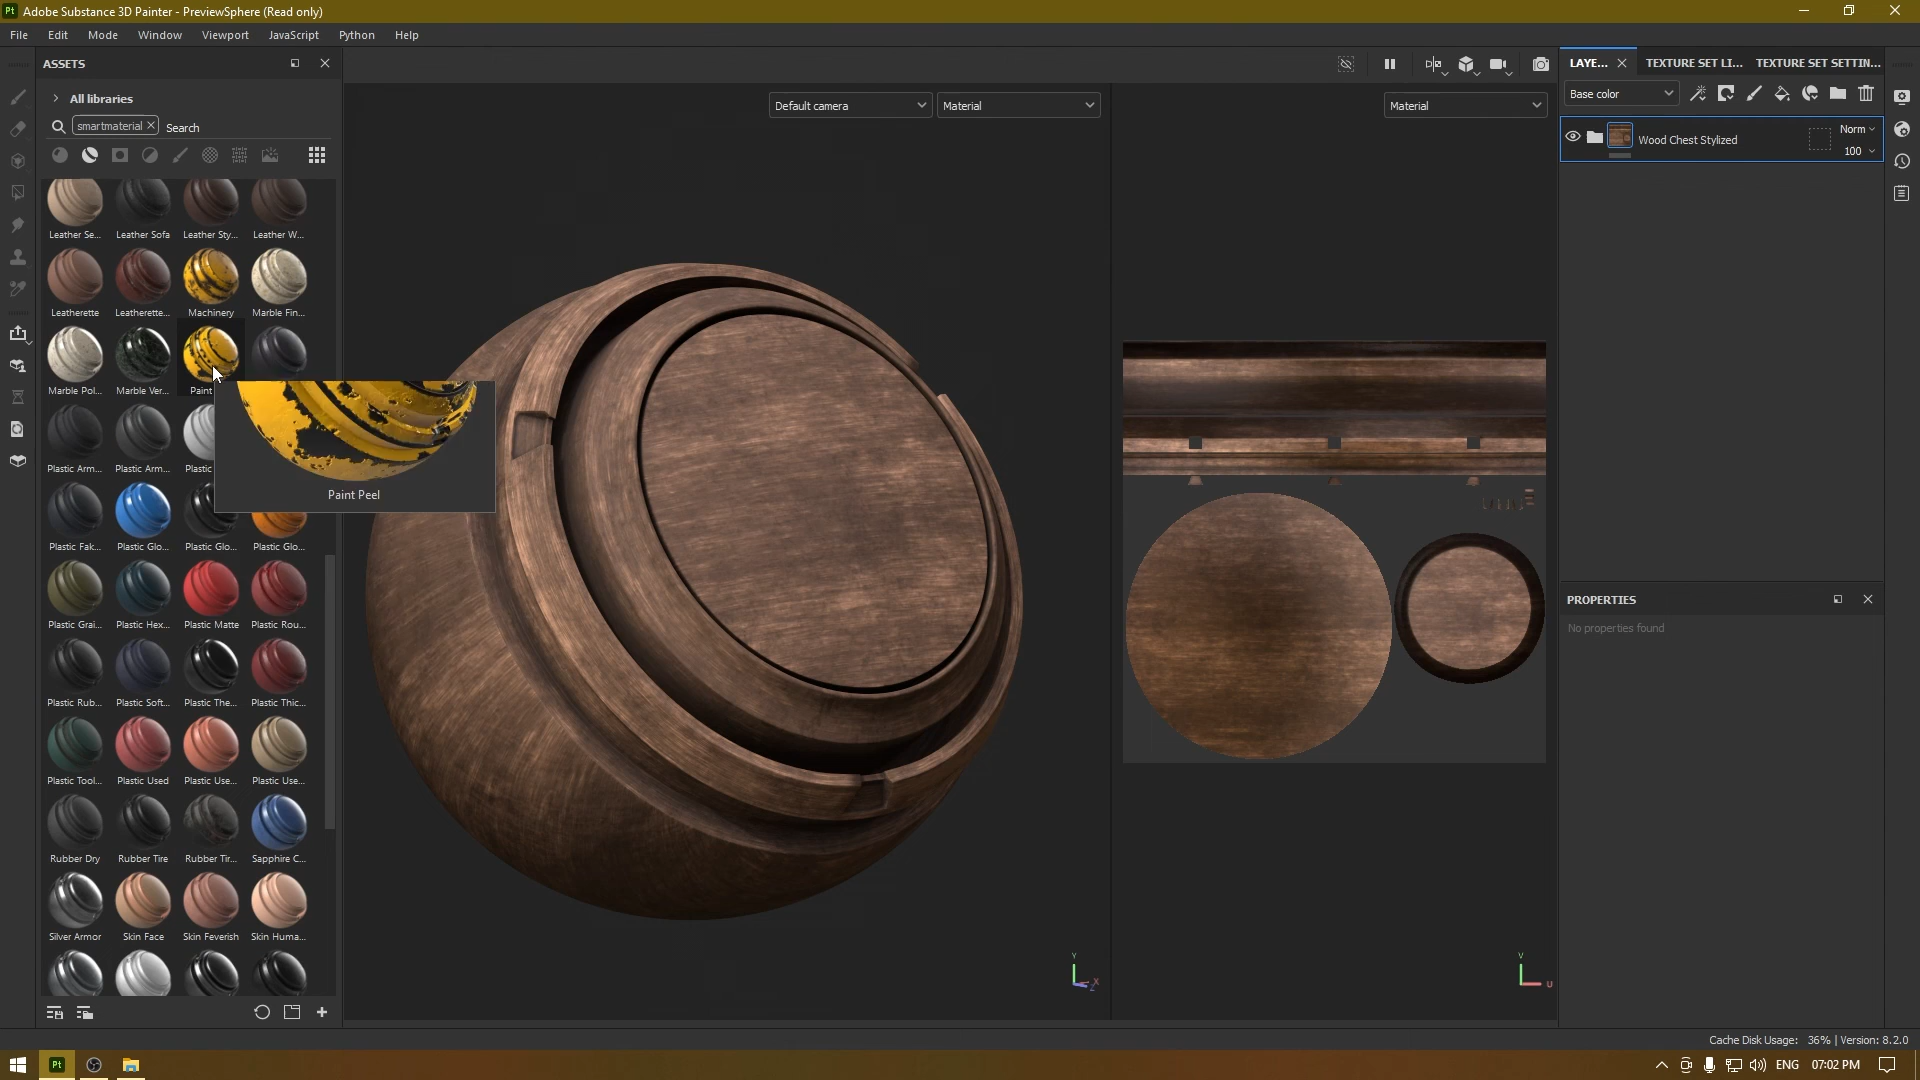 Pt Adobe Substance 3D Painter - PreviewSphere (Read only)
File Edit Mode Window Viewport JavaScript Python Help
ASSETS
All libraries
smartmaterial Search
Leather Se... Leather Sofa Leather Sty... Leather W...
Leatherette Leatherette... Machinery Marble Fin...
Marble Pol... Marble Ver... Paint
Plastic Arm... Plastic Arm... Plastic
Paint Peel
Plastic Fak... Plastic Glo... Plastic Glo... Plastic Glo...
Plastic Grai... Plastic Hex... Plastic Matte Plastic Rou...
Plastic Rub... Plastic Soft... Plastic The... Plastic Thic...
Plastic Tool... Plastic Used Plastic Use... Plastic Use...
Rubber Dry Rubber Tire Rubber Tir... Sapphire C...
Silver Armor Skin Face Skin Feverish Skin Huma...
Default camera Material
Material
Y
X
Z
V
U
LAYE... TEXTURE SET LI... TEXTURE SET SETTIN...
Base color
Wood Chest Stylized Norm
100
PROPERTIES
No properties found
Cache Disk Usage: 36% | Version: 8.2.0
Pt
ENG 07:02 PM